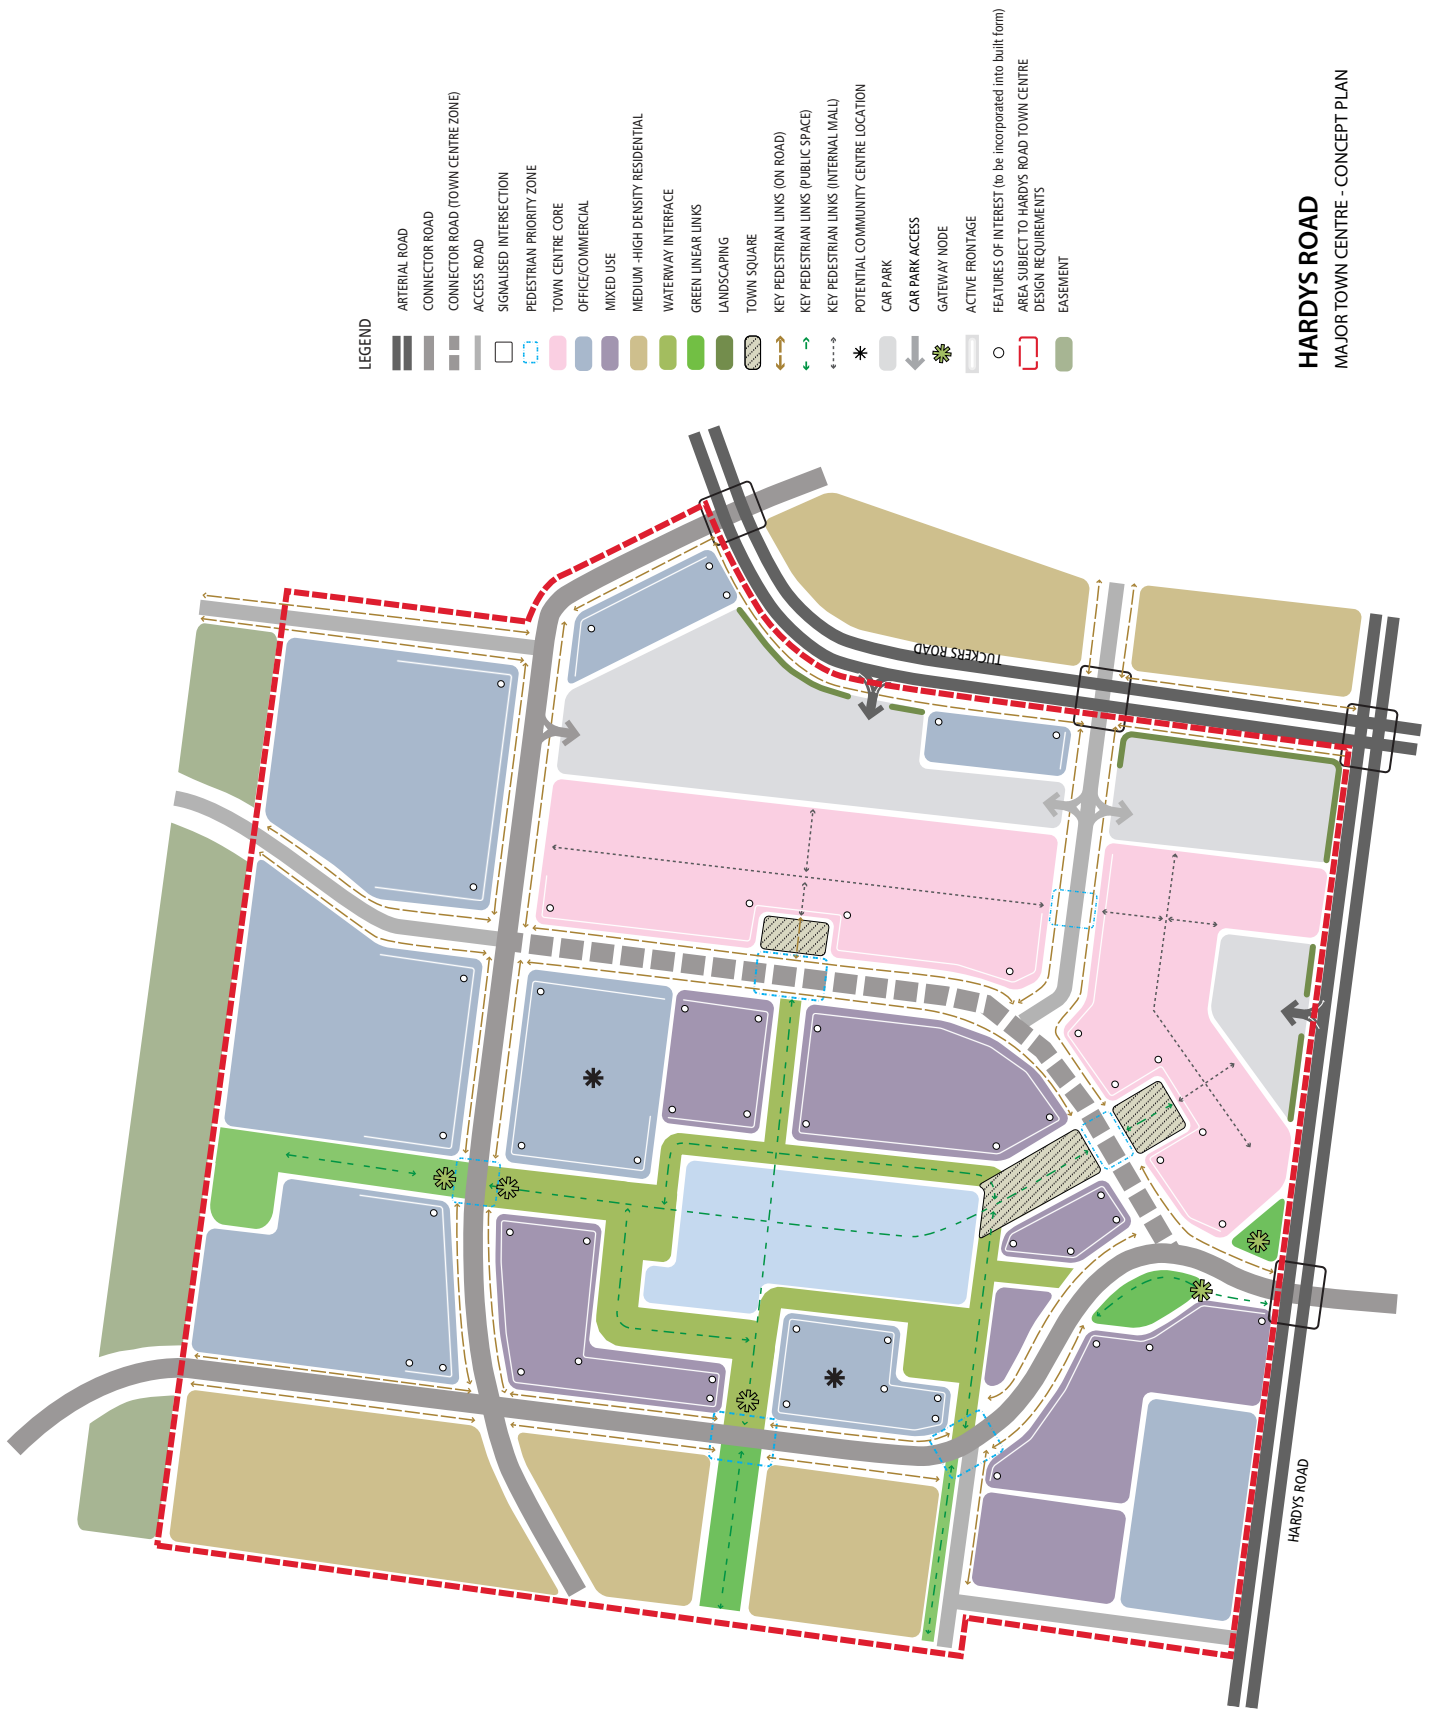 LEGEND
ARTERIAL ROAD
CONNECTOR ROAD
CONNECTOR ROAD (TOWN CENTRE ZONE)
ACCESS ROAD
SIGNALISED INTERSECTION
PEDESTRIAN PRIORITY ZONE
TOWN CENTRE CORE
OFFICE/COMMERCIAL
MIXED USE
MEDIUM -HIGH DENSITY RESIDENTIAL
WATERWAY INTERFACE
GREEN LINEAR LINKS
LANDSCAPING
TOWN SQUARE
KEY PEDESTRIAN LINKS (ON ROAD)
KEY PEDESTRIAN LINKS (PUBLIC SPACE)
KEY PEDESTRIAN LINKS (INTERNAL MALL)
POTENTIAL COMMUNITY CENTRE LOCATION
CAR PARK
CAR PARK ACCESS
GATEWAY NODE
ACTIVE FRONTAGE
FEATURES OF INTEREST (to be incorporated into built form)
AREA SUBJECT TO HARDYS ROAD TOWN CENTRE
DESIGN REQUIREMENTS
EASEMENT
HARDYS ROAD
MAJOR TOWN CENTRE - CONCEPT PLAN
TUCKERS ROAD
HARDYS ROAD